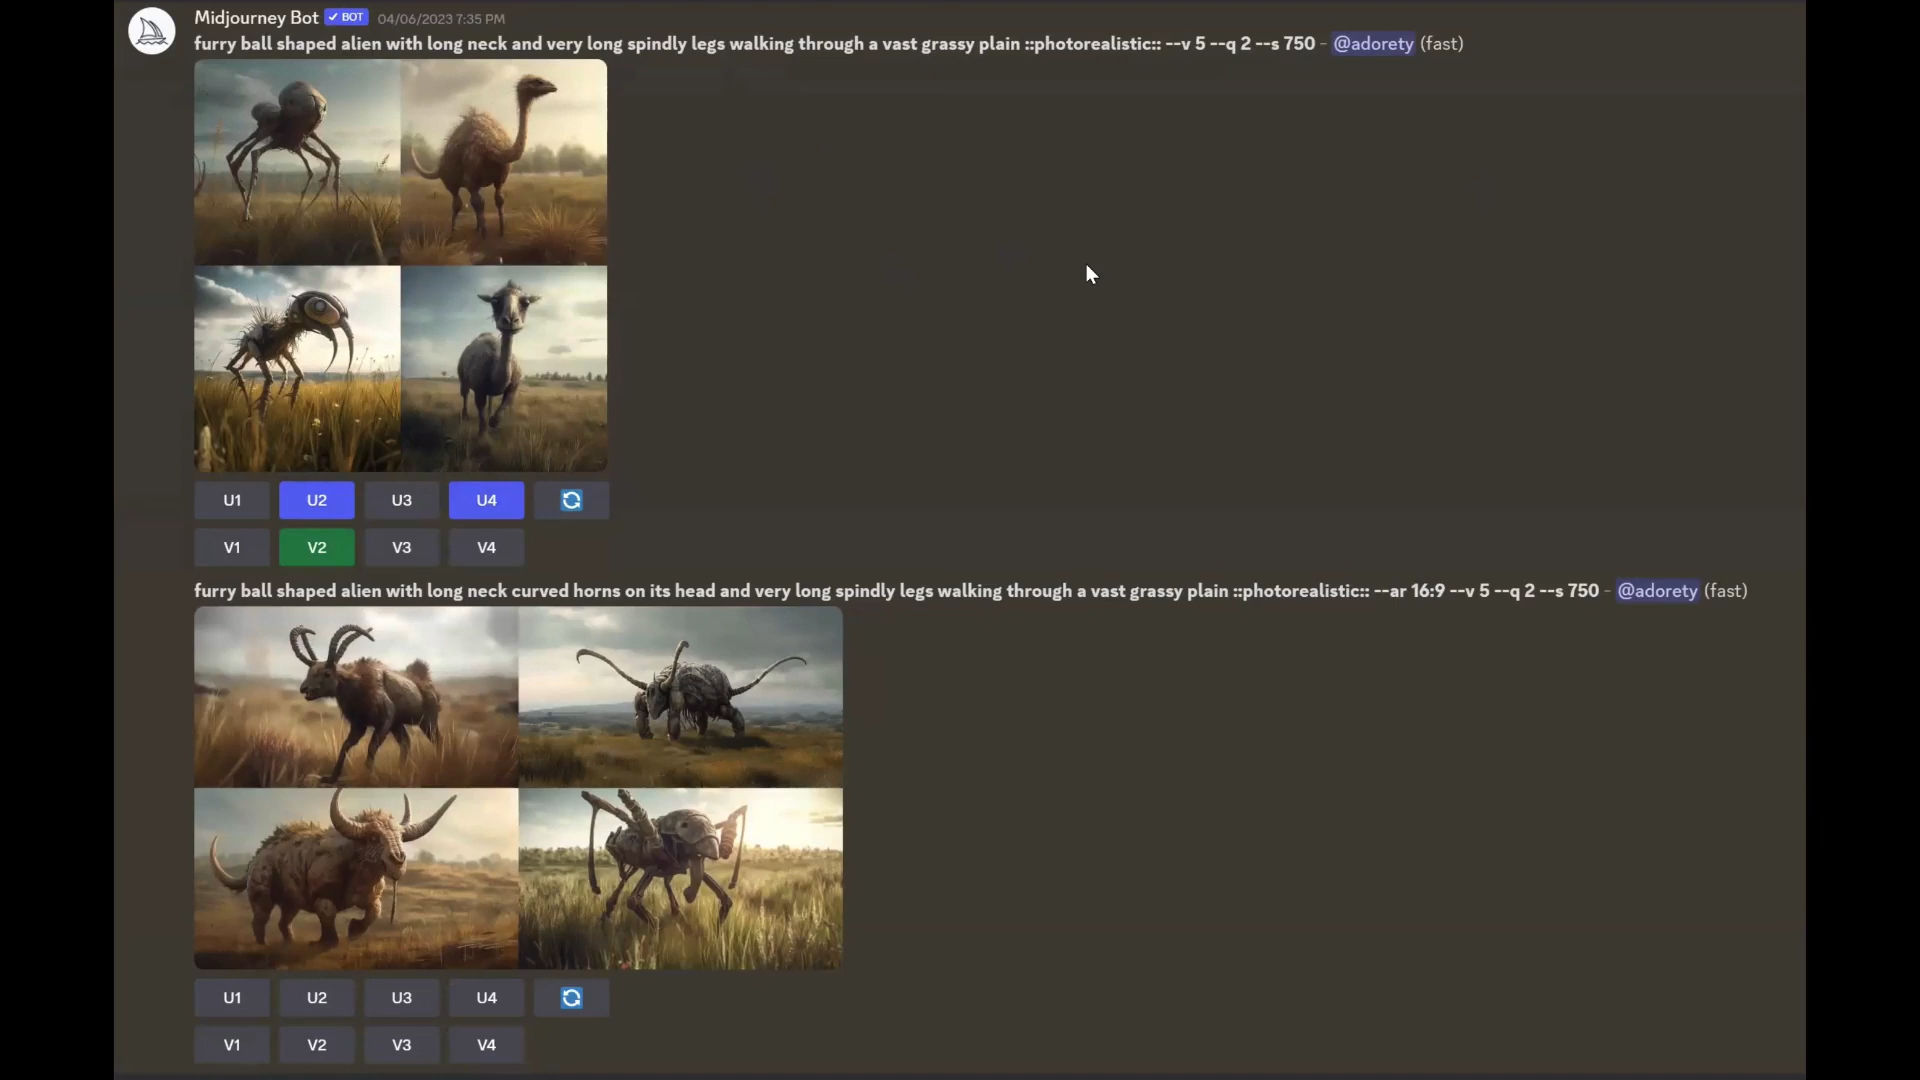 Midjourney Bot ✓ BOT 04/06/2023 7:35 PM
furry ball shaped alien with long neck and very long spindly legs walking through a vast grassy plain ::photorealistic:: --v 5 --q 2 --s 750 - @adorety (fast)
U1 U2 U3 U4
V1 V2 V3 V4
furry ball shaped alien with long neck curved horns on its head and very long spindly legs walking through a vast grassy plain ::photorealistic:: --ar 16:9 --v 5 --q 2 --s 750 - @adorety (fast)
U1 U2 U3 U4
V1 V2 V3 V4